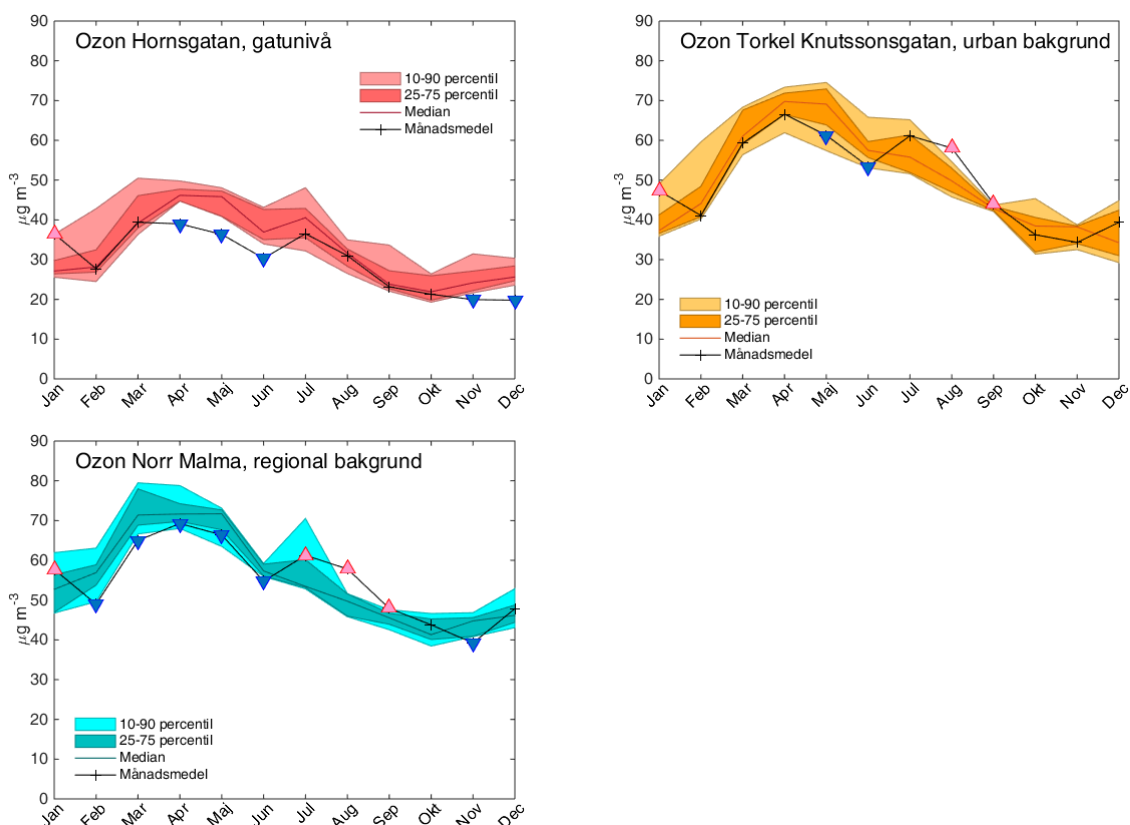 Ozon Hornsgatan, gatunivå
10-90 percentil
25-75 percentil
Median
Månadsmedel
µg m⁻³
90
80
70
60
50
40
30
20
10
0
Jan Feb Mar Apr Maj Jun Jul Aug Sep Okt Nov Dec
Ozon Torkel Knutssonsgatan, urban bakgrund
10-90 percentil
25-75 percentil
Median
Månadsmedel
µg m⁻³
90
80
70
60
50
40
30
20
10
0
Jan Feb Mar Apr Maj Jun Jul Aug Sep Okt Nov Dec
Ozon Norr Malma, regional bakgrund
10-90 percentil
25-75 percentil
Median
Månadsmedel
µg m⁻³
90
80
70
60
50
40
30
20
10
0
Jan Feb Mar Apr Maj Jun Jul Aug Sep Okt Nov Dec